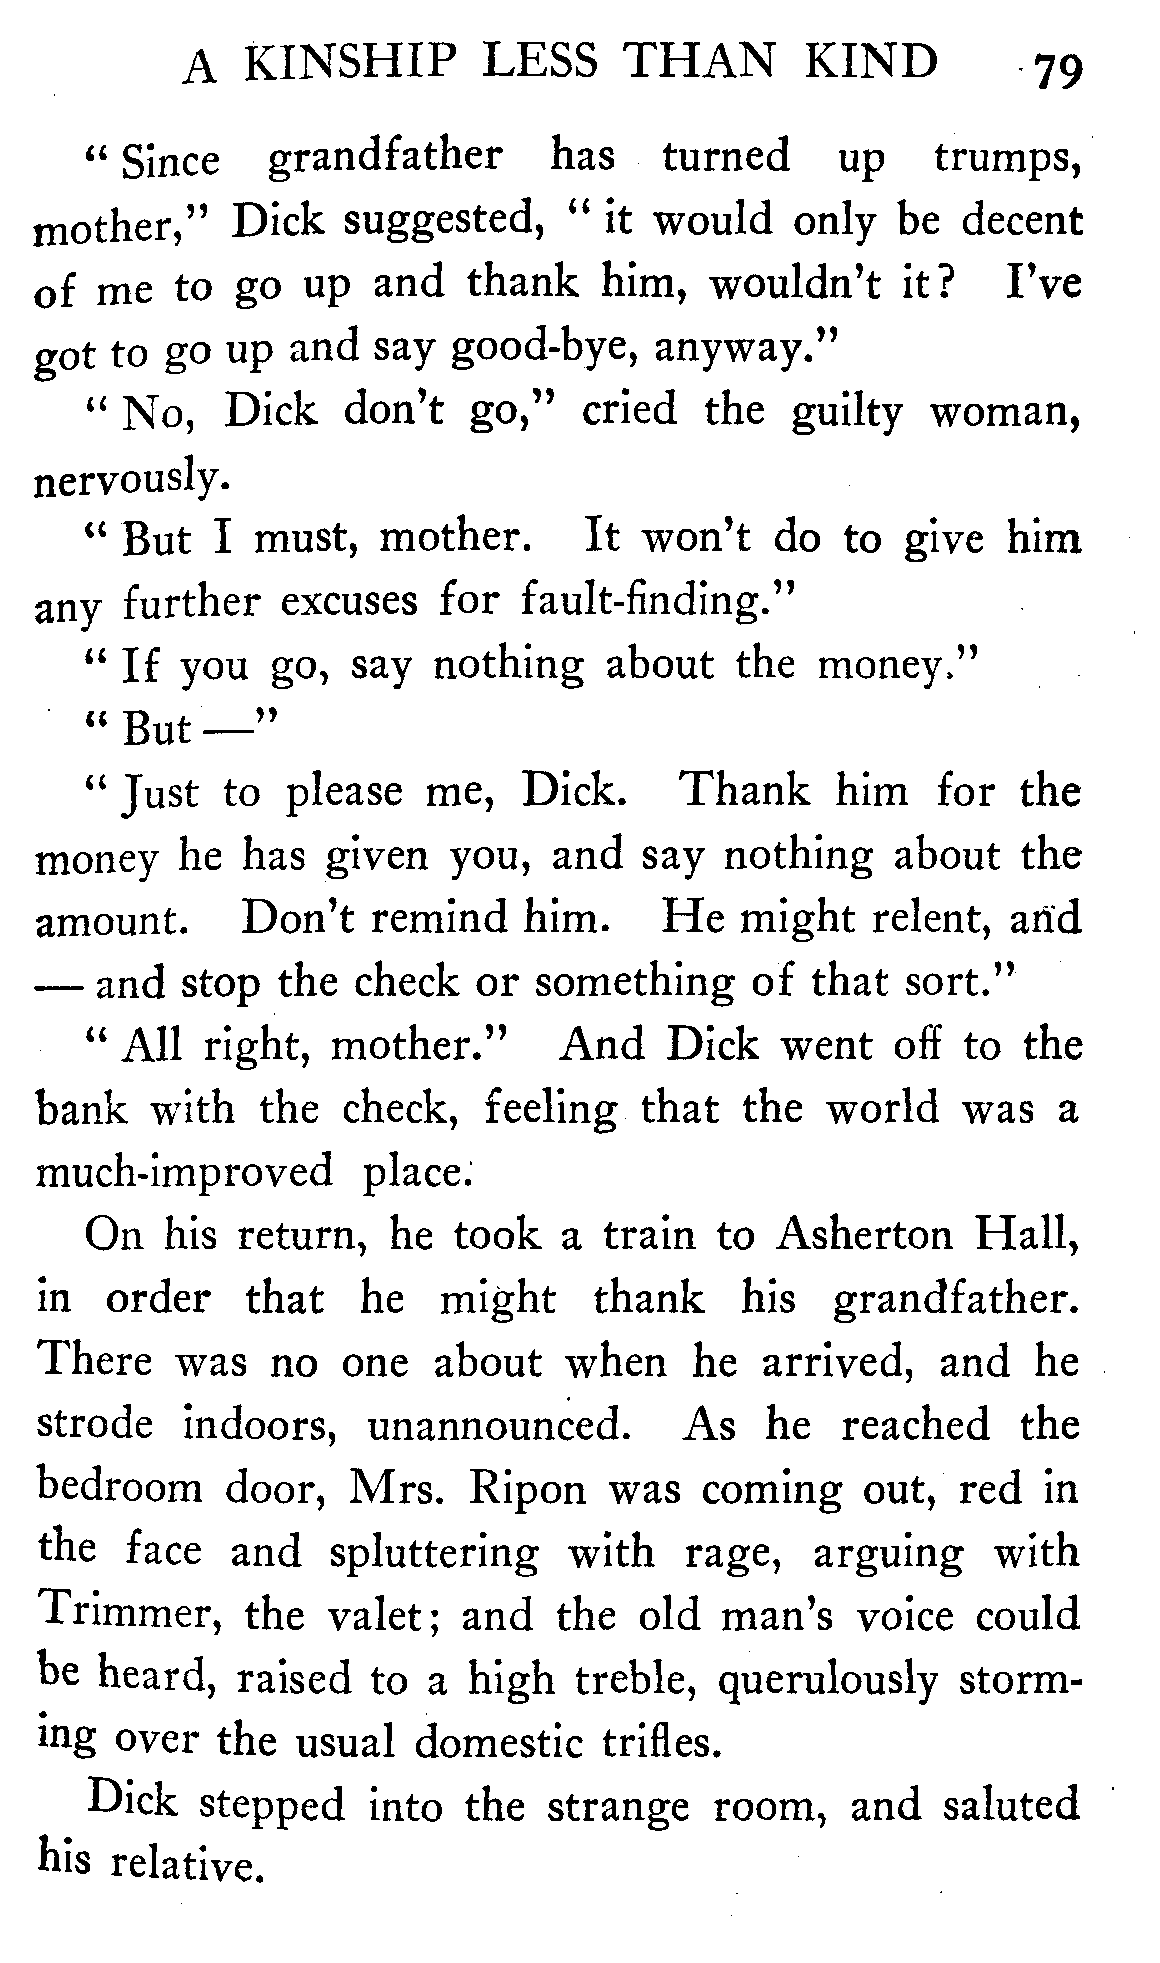 A KINSHIP LESS THAN KIND 79
“ Since grandfather has turned up trumps,
mother,” Dick suggested, “ it would only be decent
of me to go up and thank him, wouldn't it? I've
got to go up and say good-bye, anyway.”
“ No, Dick don't go,” cried the guilty woman,
nervously.
“ But I must, mother. It won't do to give him
any further excuses for fault-finding.”
“ If you go, say nothing about the money.”
“ But —”
“ Just to please me, Dick. Thank him for the
money he has given you, and say nothing about the
amount. Don't remind him. He might relent, and
— and stop the check or something of that sort.”
“ All right, mother.” And Dick went off to the
bank with the check, feeling that the world was a
much-improved place.
On his return, he took a train to Asherton Hall,
in order that he might thank his grandfather.
There was no one about when he arrived, and he
strode indoors, unannounced. As he reached the
bedroom door, Mrs. Ripon was coming out, red in
the face and spluttering with rage, arguing with
Trimmer, the valet; and the old man's voice could
be heard, raised to a high treble, querulously storm-
ing over the usual domestic trifles.
Dick stepped into the strange room, and saluted
his relative.